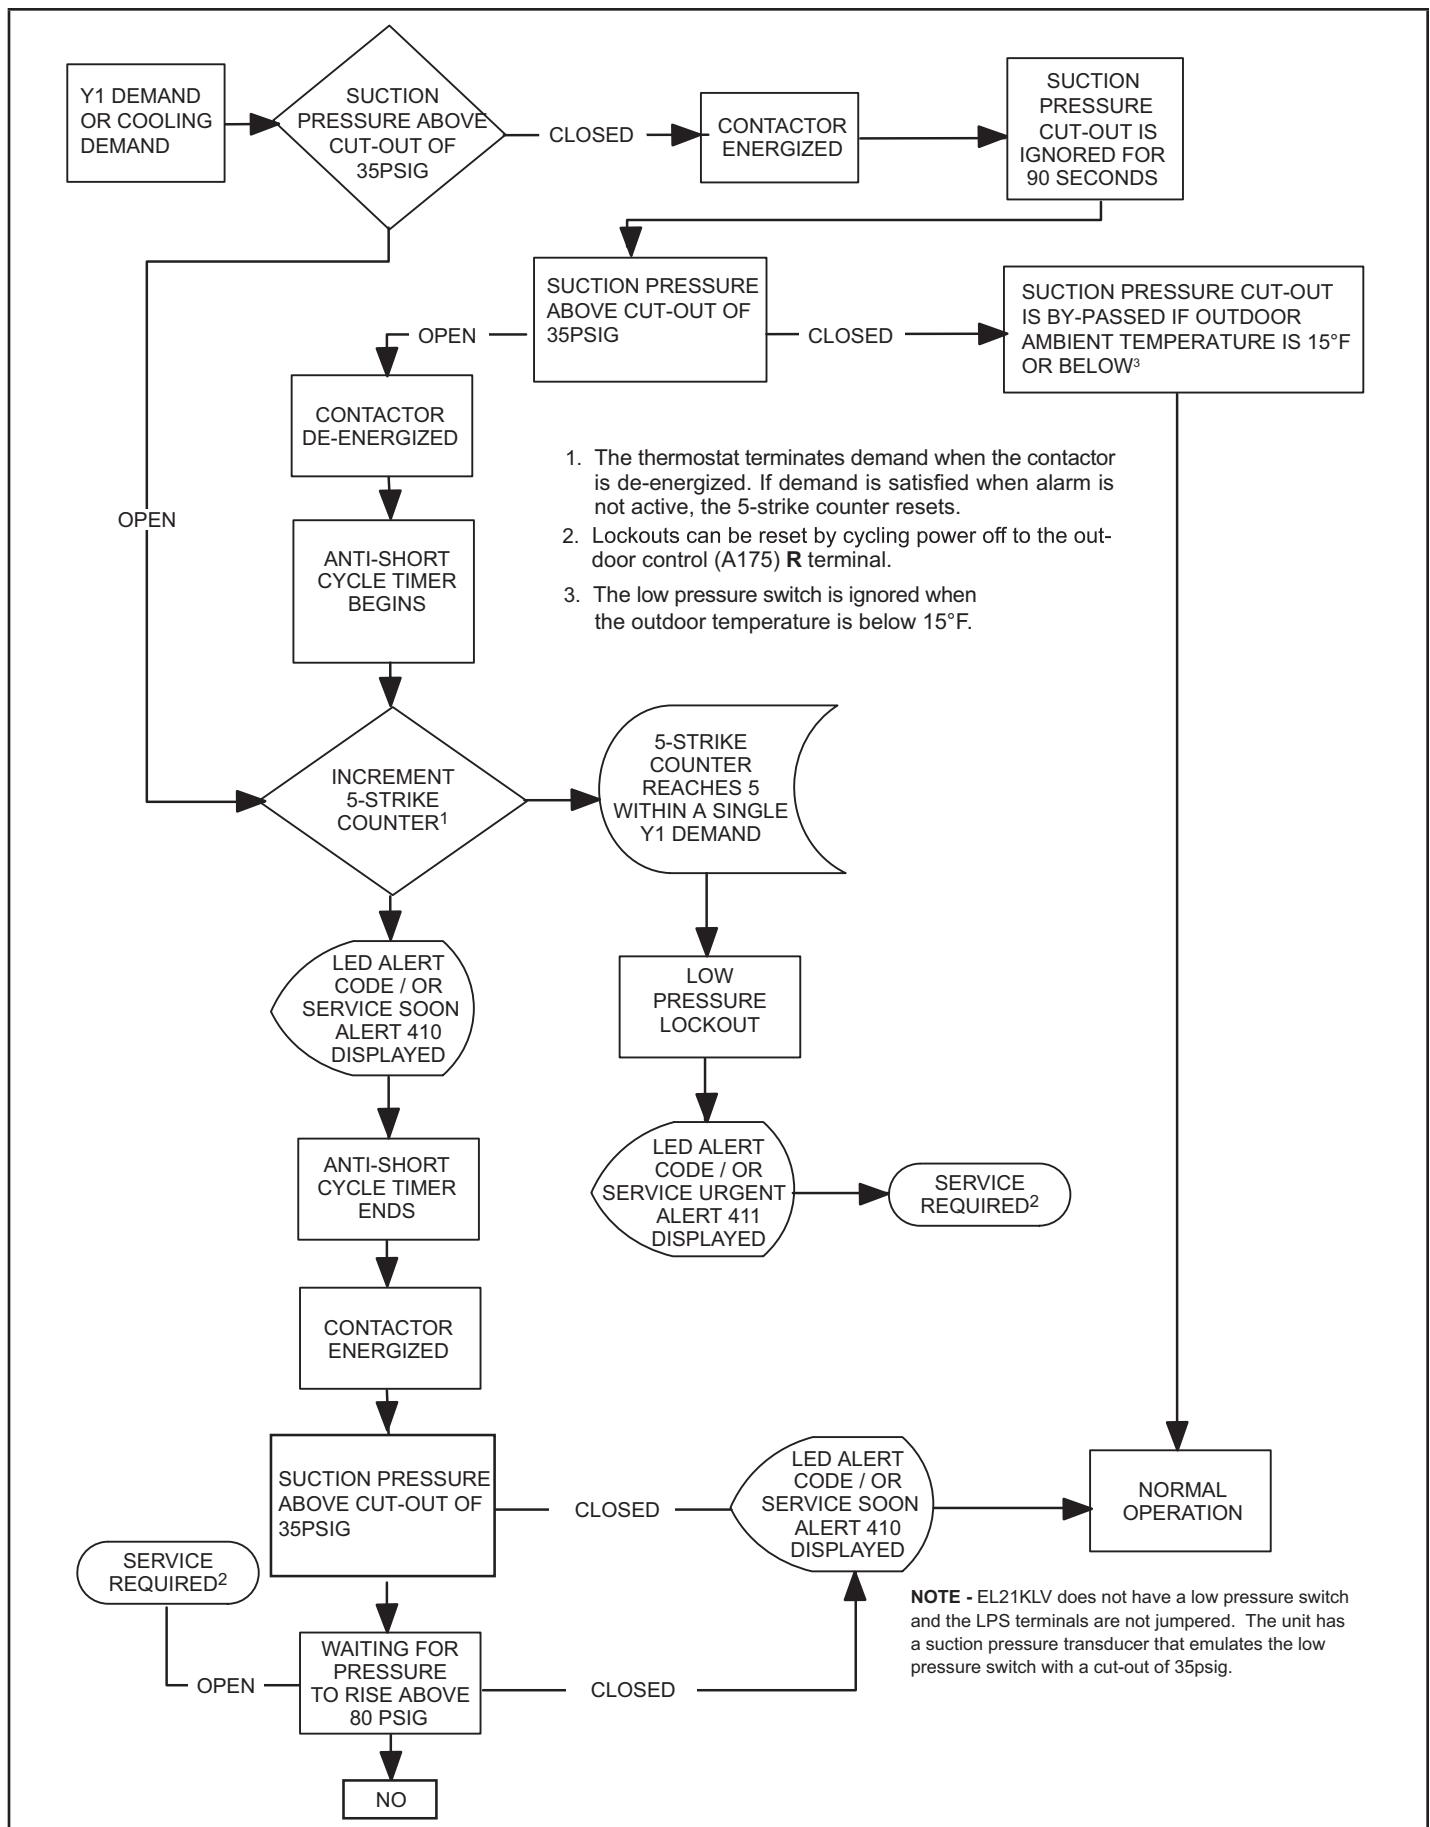 Y1 DEMAND
OR COOLING
DEMAND
SUCTION
PRESSURE ABOVE
CUT-OUT OF
35PSIG
CLOSED
CONTACTOR
ENERGIZED
SUCTION
PRESSURE
CUT-OUT IS
IGNORED FOR
90 SECONDS
SUCTION PRESSURE
ABOVE CUT-OUT OF
35PSIG
OPEN
CLOSED
SUCTION PRESSURE CUT-OUT
IS BY-PASSED IF OUTDOOR
AMBIENT TEMPERATURE IS 15°F
OR BELOW³
CONTACTOR
DE-ENERGIZED
OPEN
ANTI-SHORT
CYCLE TIMER
BEGINS
1. The thermostat terminates demand when the contactor
is de-energized. If demand is satisfied when alarm is
not active, the 5-strike counter resets.
2. Lockouts can be reset by cycling power off to the out-
door control (A175) R terminal.
3. The low pressure switch is ignored when
the outdoor temperature is below 15°F.
INCREMENT
5-STRIKE
COUNTER¹
5-STRIKE
COUNTER
REACHES 5
WITHIN A SINGLE
Y1 DEMAND
LED ALERT
CODE / OR
SERVICE SOON
ALERT 410
DISPLAYED
LOW
PRESSURE
LOCKOUT
ANTI-SHORT
CYCLE TIMER
ENDS
LED ALERT
CODE / OR
SERVICE URGENT
ALERT 411
DISPLAYED
SERVICE
REQUIRED²
CONTACTOR
ENERGIZED
SUCTION PRESSURE
ABOVE CUT-OUT OF
35PSIG
CLOSED
LED ALERT
CODE / OR
SERVICE SOON
ALERT 410
DISPLAYED
NORMAL
OPERATION
SERVICE
REQUIRED²
OPEN
WAITING FOR
PRESSURE
TO RISE ABOVE
80 PSIG
CLOSED
NO
NOTE - EL21KLV does not have a low pressure switch
and the LPS terminals are not jumpered. The unit has
a suction pressure transducer that emulates the low
pressure switch with a cut-out of 35psig.